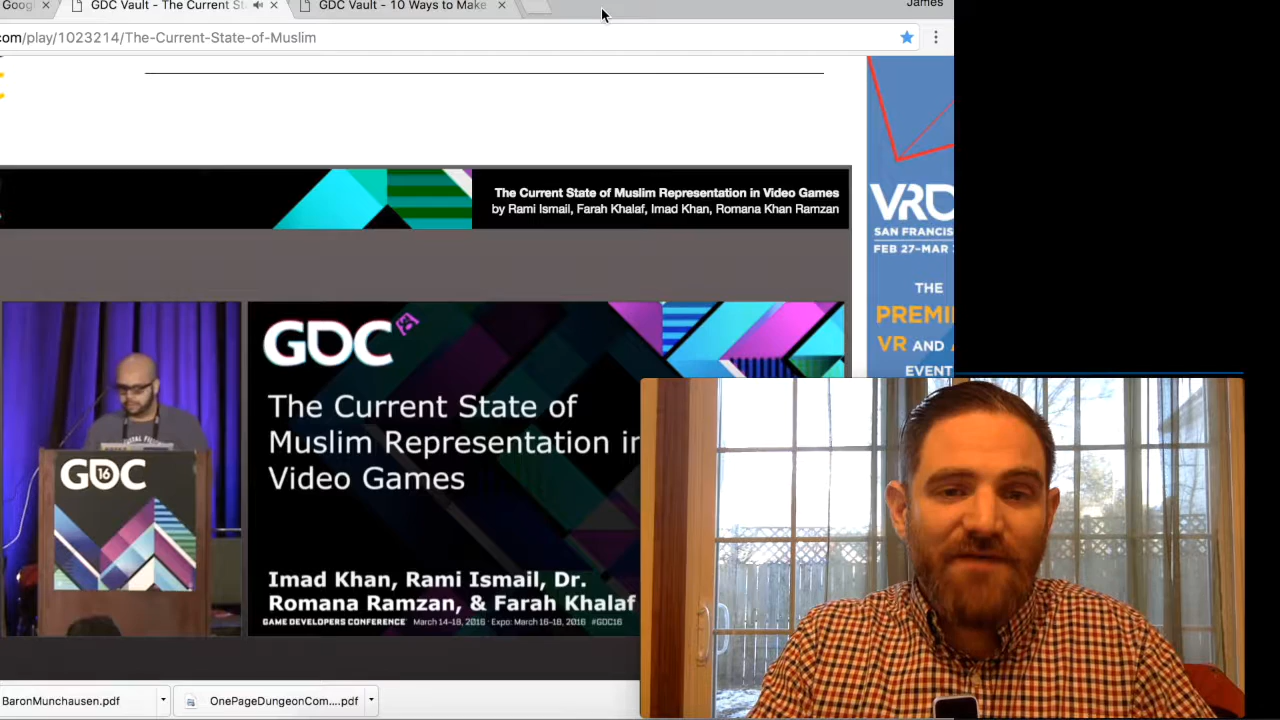 Googl
GDC Vault - The Current St
GDC Vault - 10 Ways to Make
James
com/play/1023214/The-Current-State-of-Muslim
The Current State of Muslim Representation in Video Games
by Rami Ismail, Farah Khalaf, Imad Khan, Romana Khan Ramzan
VRD
SAN FRANCIS
FEB 27-MAR
THE
PREMI
VR AND
EVENT
GDC
The Current State of
Muslim Representation in
Video Games
Imad Khan, Rami Ismail, Dr.
Romana Ramzan, & Farah Khalaf
GAME DEVELOPERS CONFERENCE® March 14-18, 2016 · Expo: March 16-18, 2016 #GDC16
GDC 16
BaronMunchausen.pdf
OnePageDungeonCom....pdf